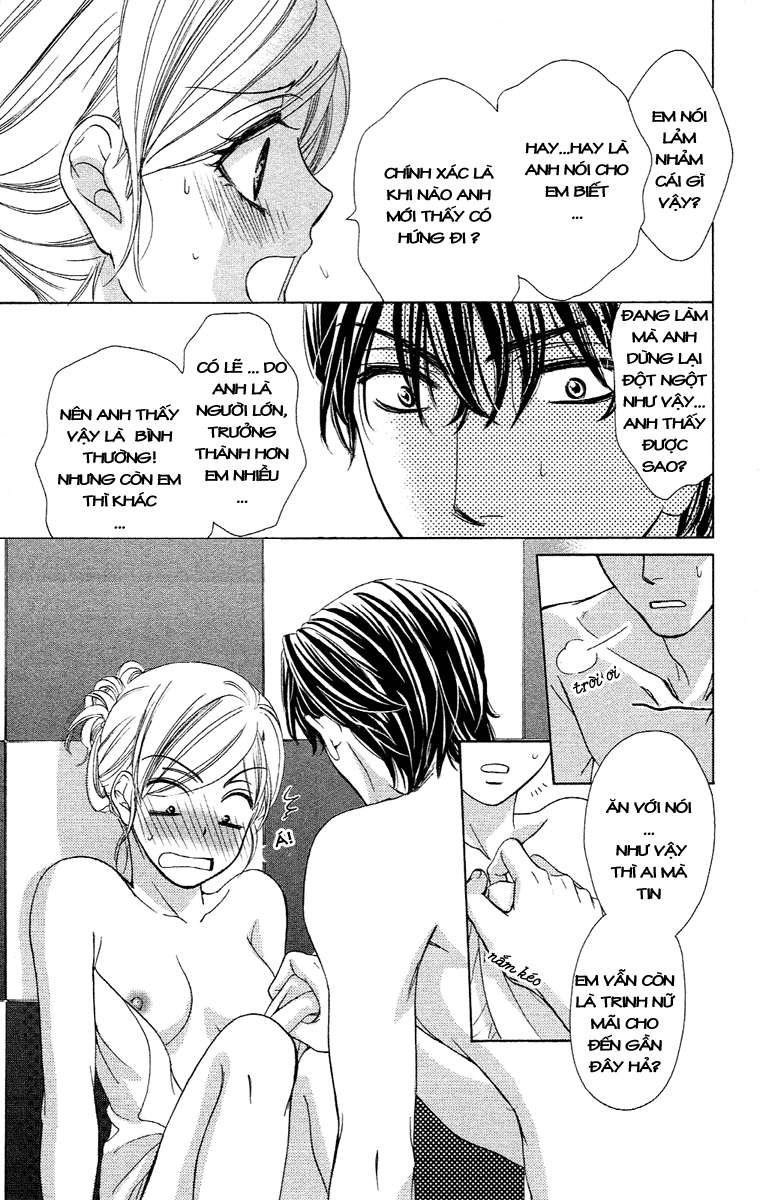 EM NÓI
LẢM
NHẢM
CÁI GÌ
VẬY?
HAY...HAY LÀ
ANH NÓI CHO
EM BIẾT
...
CHÍNH XÁC LÀ
KHI NÀO ANH
MỚI THẤY CÓ
HỨNG ĐI ?
ĐANG LÀM
MÀ ANH
DỪNG LẠI
ĐỘT NGỘT
NHƯ VẬY...
ANH THẤY
ĐƯỢC
SAO?
CÓ LẼ ... DO
ANH LÀ
NGƯỜI LỚN,
TRƯỞNG
THÀNH HƠN
EM NHIỀU
...
NÊN ANH THẤY
VẬY LÀ BÌNH
THƯỜNG!
NHƯNG CÒN EM
THÌ KHÁC
...
trời ơi
ĂN VỚI NÓI
...
NHƯ VẬY
THÌ AI MÀ
TIN
nắm kéo
EM VẪN CÒN
LÀ TRINH NỮ
MÃI CHO
ĐẾN GẦN
ĐÂY HẢ?
Á!